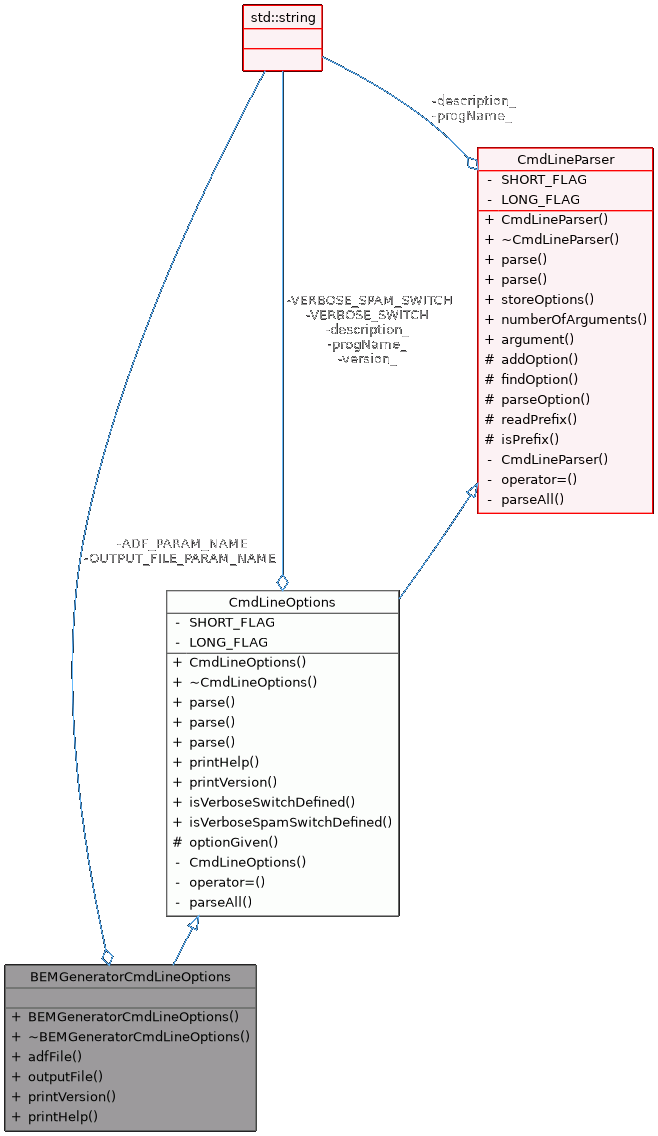 std::string
-description_
-progName_
CmdLineParser
- SHORT_FLAG
- LONG_FLAG
+ CmdLineParser()
+ ~CmdLineParser()
+ parse()
+ parse()
+ storeOptions()
+ numberOfArguments()
+ argument()
# addOption()
# findOption()
# parseOption()
# readPrefix()
# isPrefix()
- CmdLineParser()
- operator=()
- parseAll()
-VERBOSE_SPAM_SWITCH
-VERBOSE_SWITCH
-description_
-progName_
-version_
-ADF_PARAM_NAME
-OUTPUT_FILE_PARAM_NAME
CmdLineOptions
- SHORT_FLAG
- LONG_FLAG
+ CmdLineOptions()
+ ~CmdLineOptions()
+ parse()
+ parse()
+ parse()
+ printHelp()
+ printVersion()
+ isVerboseSwitchDefined()
+ isVerboseSpamSwitchDefined()
# optionGiven()
- CmdLineOptions()
- operator=()
- parseAll()
BEMGeneratorCmdLineOptions
+ BEMGeneratorCmdLineOptions()
+ ~BEMGeneratorCmdLineOptions()
+ adfFile()
+ outputFile()
+ printVersion()
+ printHelp()